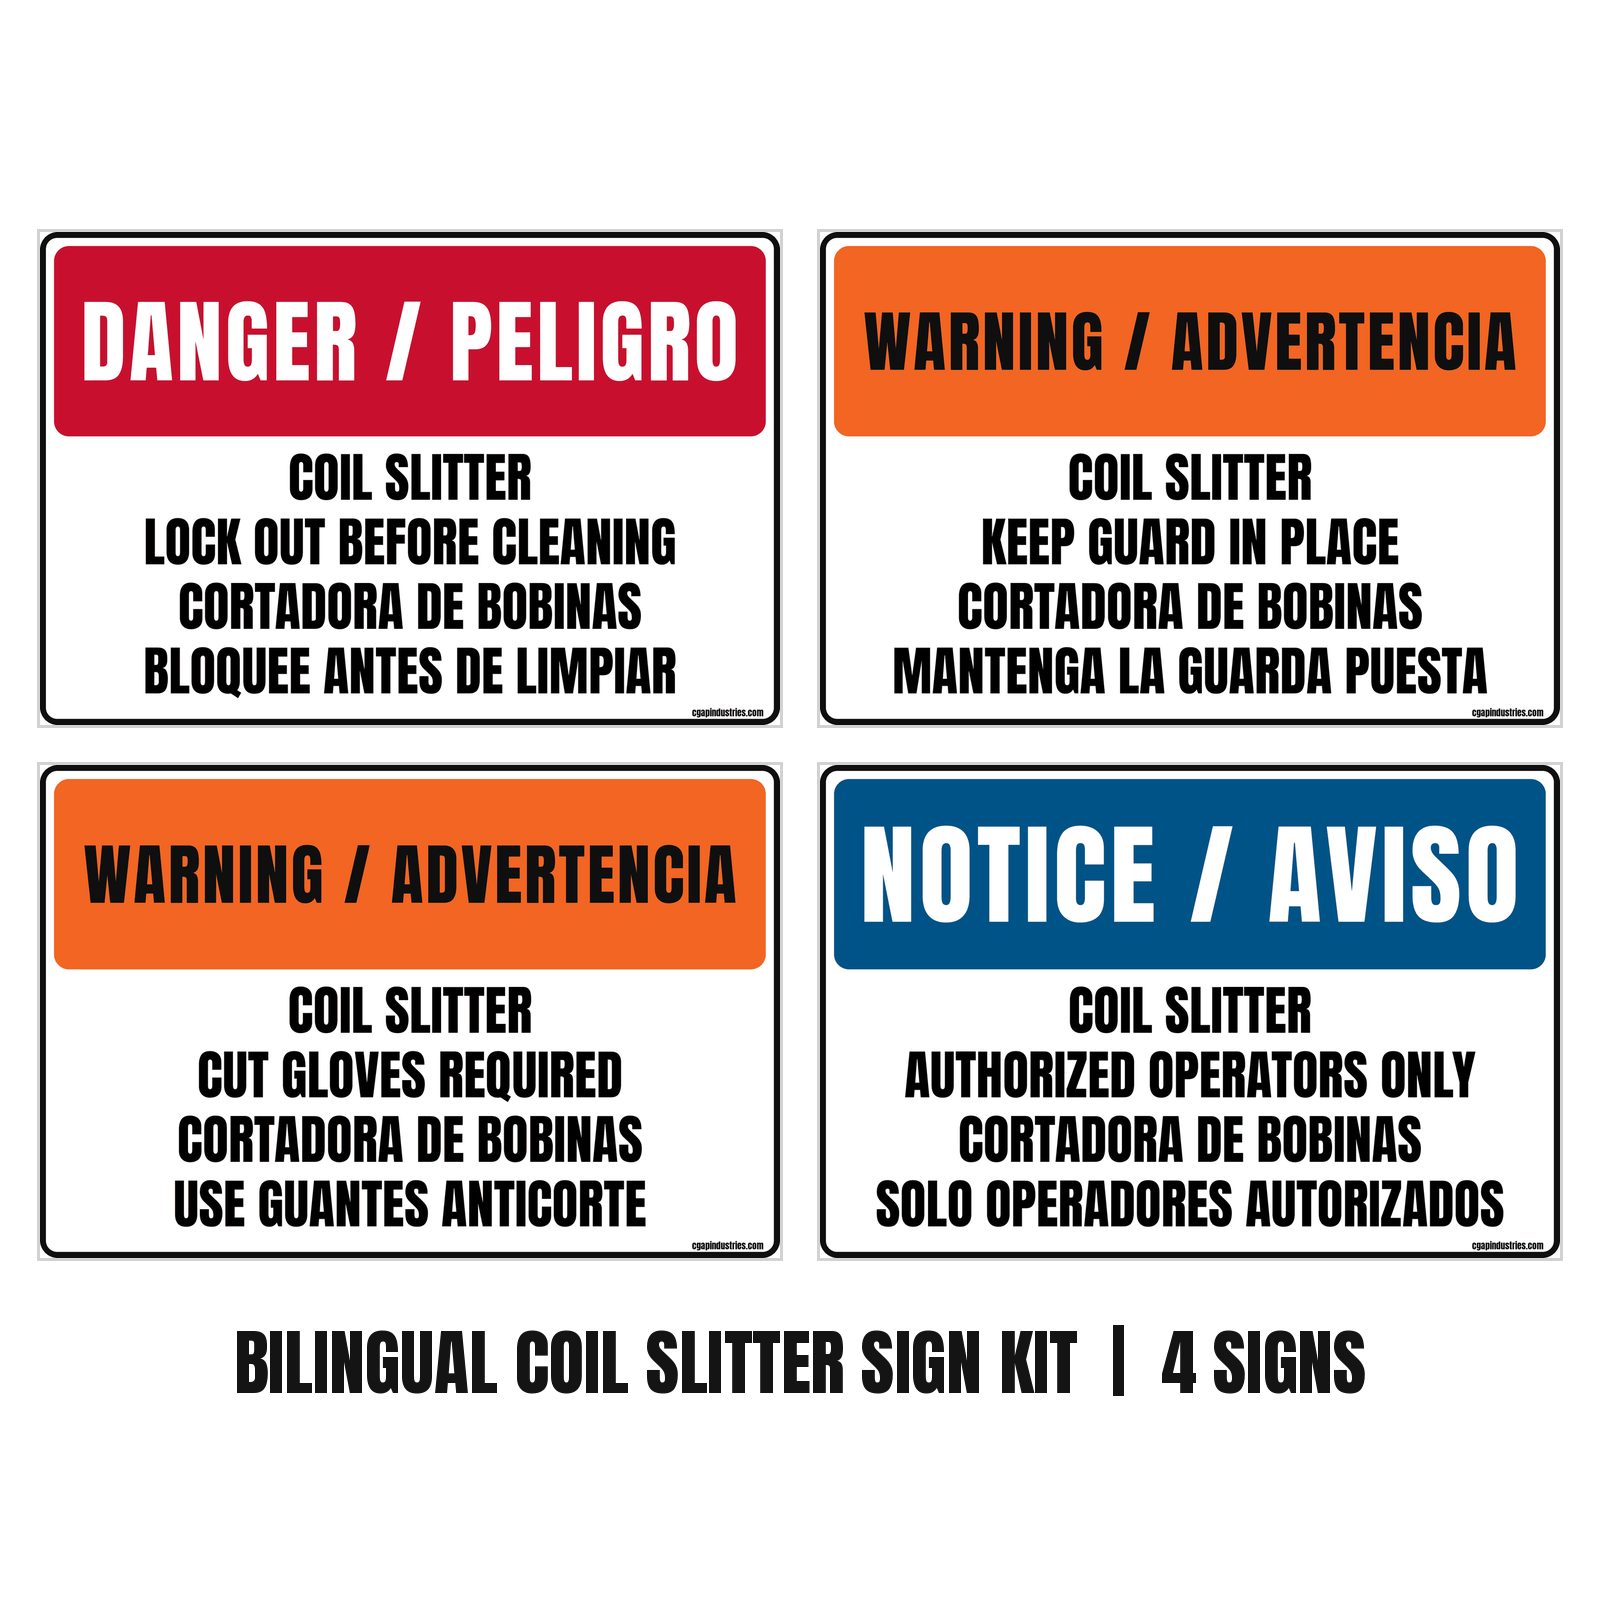 DANGER / PELIGRO
COIL SLITTER
LOCK OUT BEFORE CLEANING
CORTADORA DE BOBINAS
BLOQUEE ANTES DE LIMPIAR
cgapindustries.com
WARNING / ADVERTENCIA
COIL SLITTER
KEEP GUARD IN PLACE
CORTADORA DE BOBINAS
MANTENGA LA GUARDA PUESTA
cgapindustries.com
WARNING / ADVERTENCIA
COIL SLITTER
CUT GLOVES REQUIRED
CORTADORA DE BOBINAS
USE GUANTES ANTICORTE
cgapindustries.com
NOTICE / AVISO
COIL SLITTER
AUTHORIZED OPERATORS ONLY
CORTADORA DE BOBINAS
SOLO OPERADORES AUTORIZADOS
cgapindustries.com
BILINGUAL COIL SLITTER SIGN KIT | 4 SIGNS